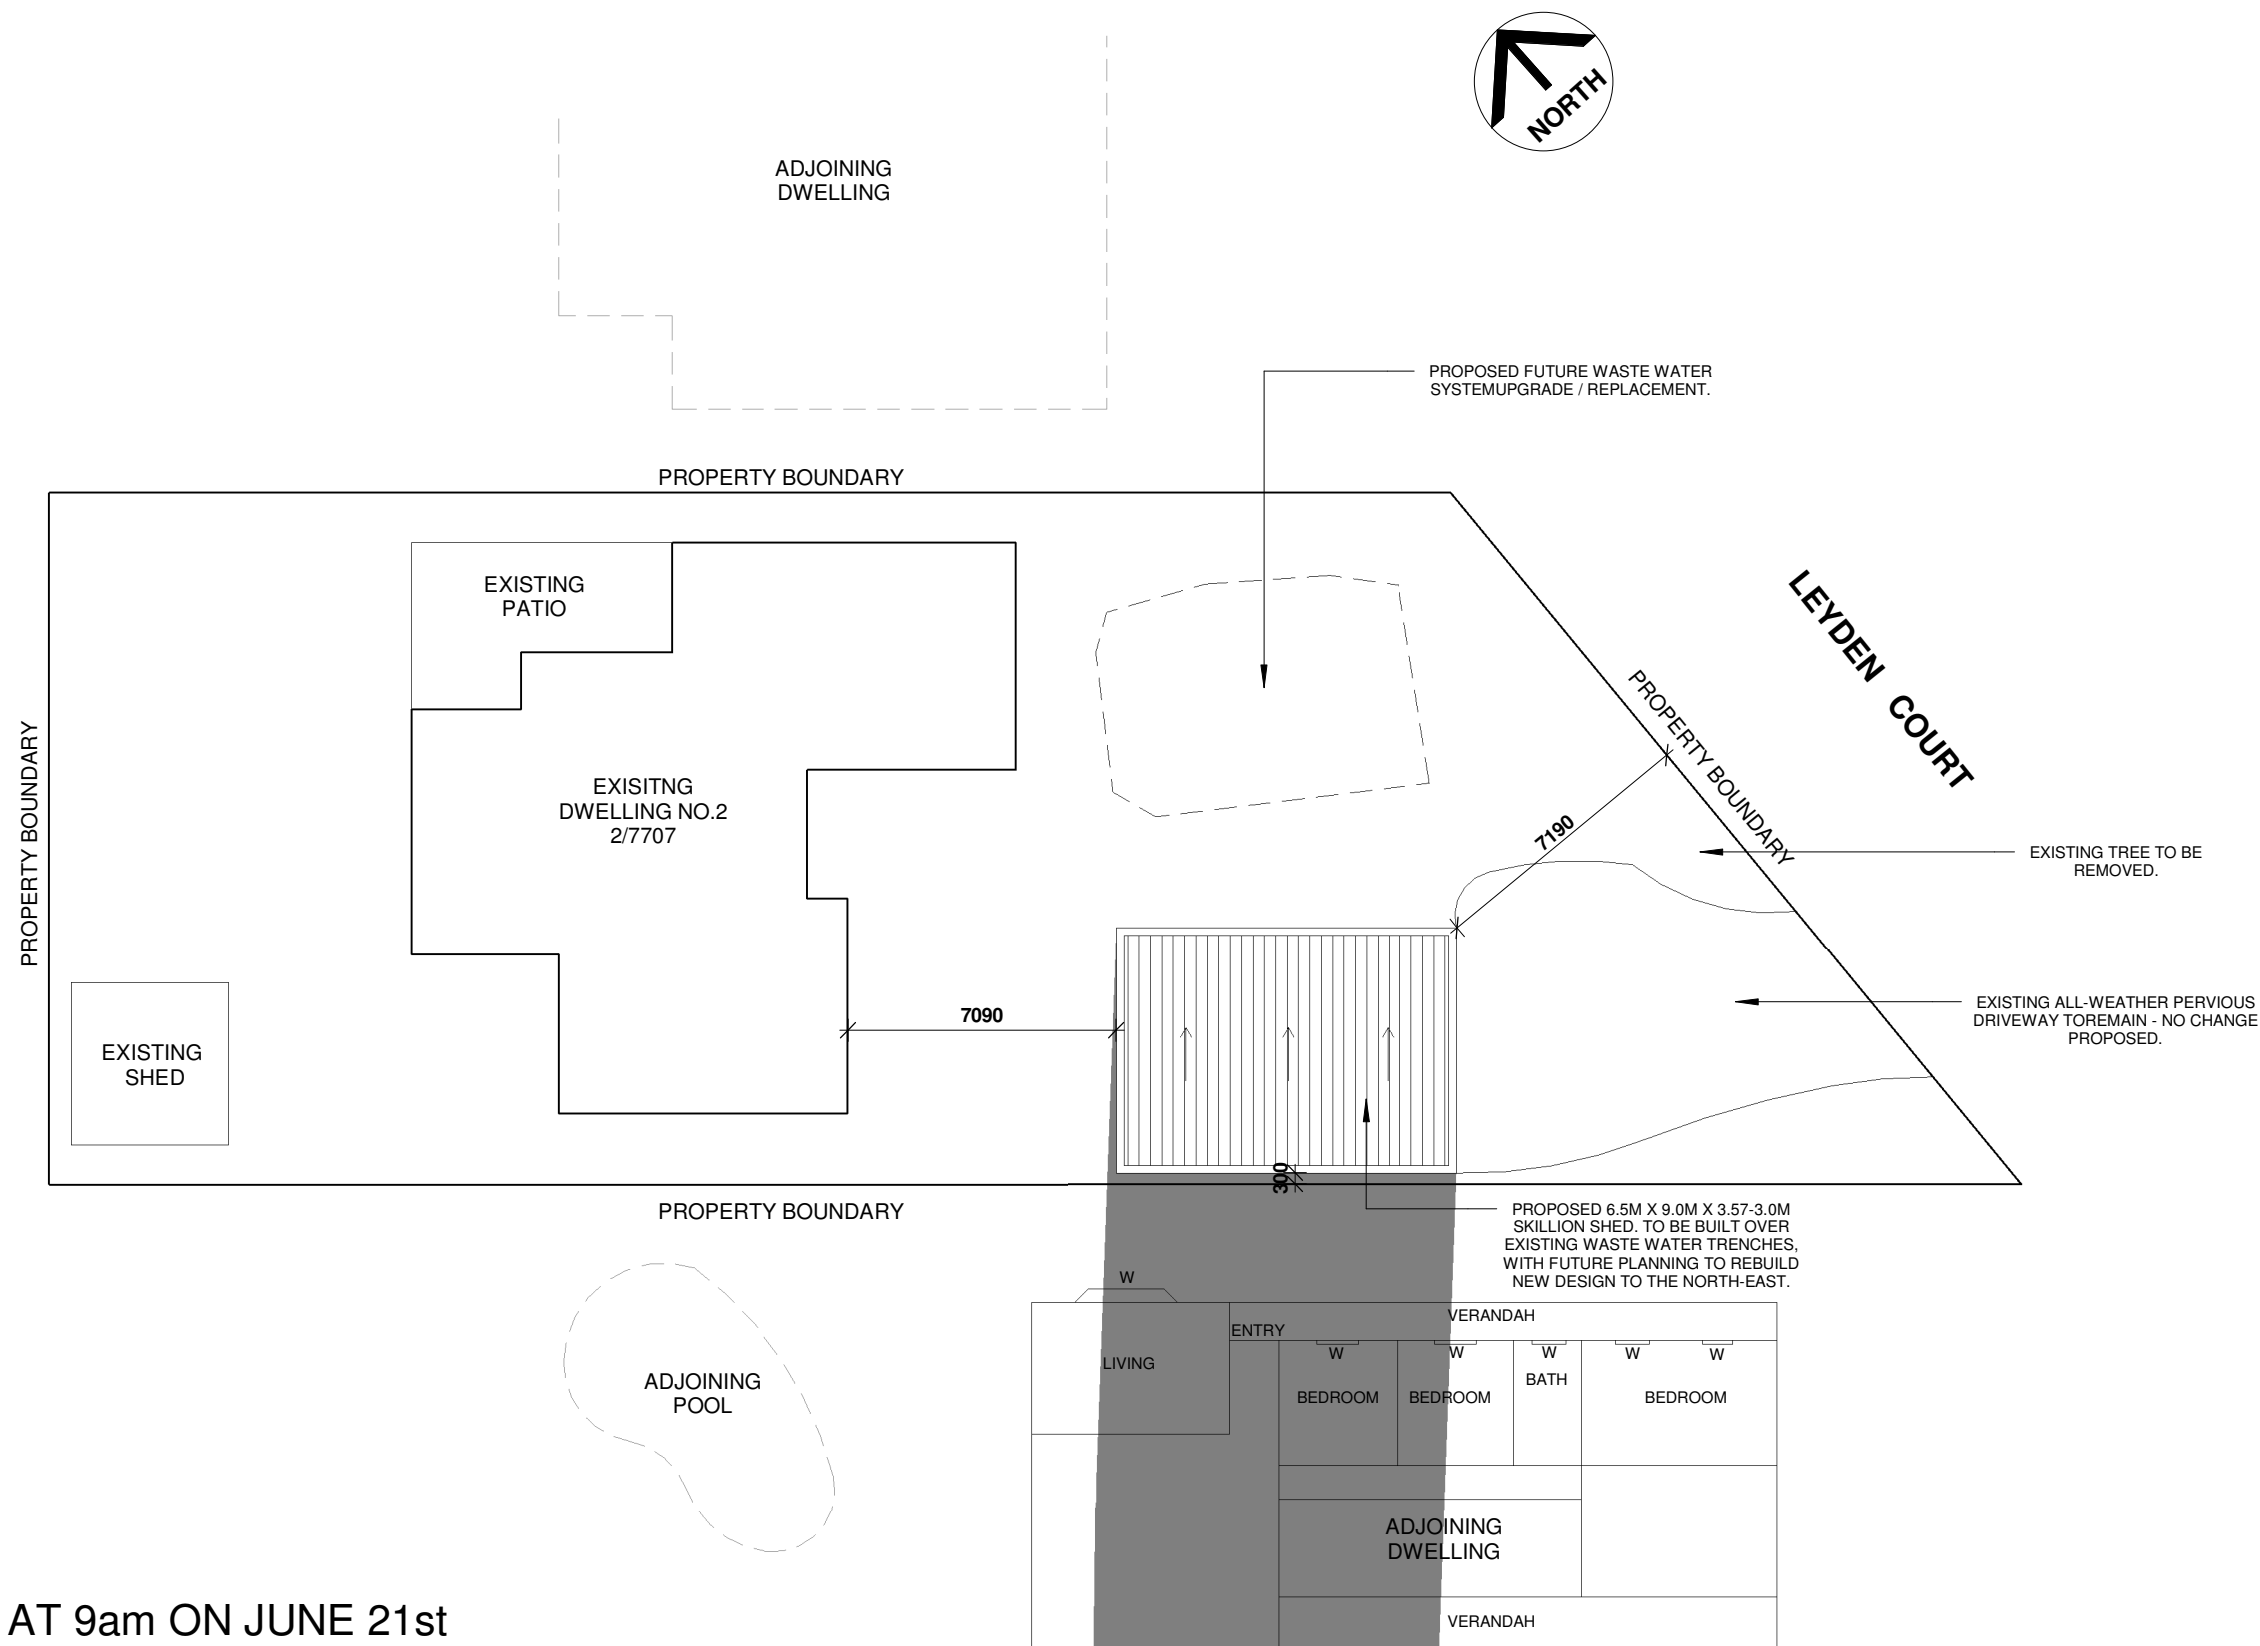 NORTH
ADJOINING
DWELLING
PROPOSED FUTURE WASTE WATER
SYSTEMUPGRADE / REPLACEMENT.
PROPERTY BOUNDARY
EXISTING
PATIO
LEYDEN COURT
PROPERTY BOUNDARY
PROPERTY BOUNDARY
EXISITNG
DWELLING NO.2
2/7707
7190
EXISTING TREE TO BE
REMOVED.
7090
EXISTING
SHED
EXISTING ALL-WEATHER PERVIOUS
DRIVEWAY TOREMAIN - NO CHANGE
PROPOSED.
300
PROPERTY BOUNDARY
PROPOSED 6.5M X 9.0M X 3.57-3.0M
SKILLION SHED. TO BE BUILT OVER
EXISTING WASTE WATER TRENCHES,
WITH FUTURE PLANNING TO REBUILD
NEW DESIGN TO THE NORTH-EAST.
W
VERANDAH
ENTRY
LIVING
W
W
W
W
W
BATH
BEDROOM
BEDROOM
BEDROOM
ADJOINING
POOL
ADJOINING
DWELLING
VERANDAH
AT 9am ON JUNE 21st